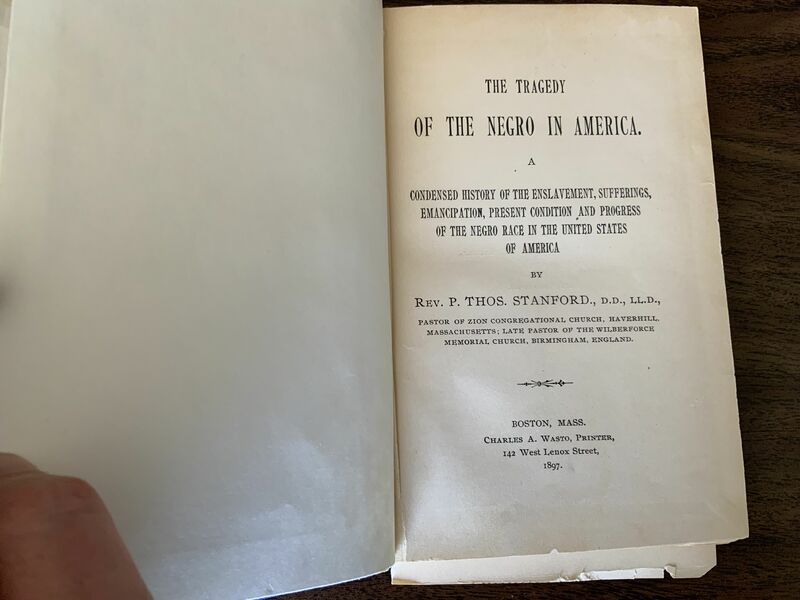 THE TRAGEDY
OF THE NEGRO IN AMERICA.
A
CONDENSED HISTORY OF THE ENSLAVEMENT, SUFFERINGS,
EMANCIPATION, PRESENT CONDITION AND PROGRESS
OF THE NEGRO RACE IN THE UNITED STATES
OF AMERICA
BY
REV. P. THOS. STANFORD., D.D., LL.D.,
PASTOR OF ZION CONGREGATIONAL CHURCH, HAVERHILL,
MASSACHUSETTS; LATE PASTOR OF THE WILBERFORCE
MEMORIAL CHURCH, BIRMINGHAM, ENGLAND.
BOSTON, MASS.
CHARLES A. WASTO, PRINTER,
142 West Lenox Street,
1897.